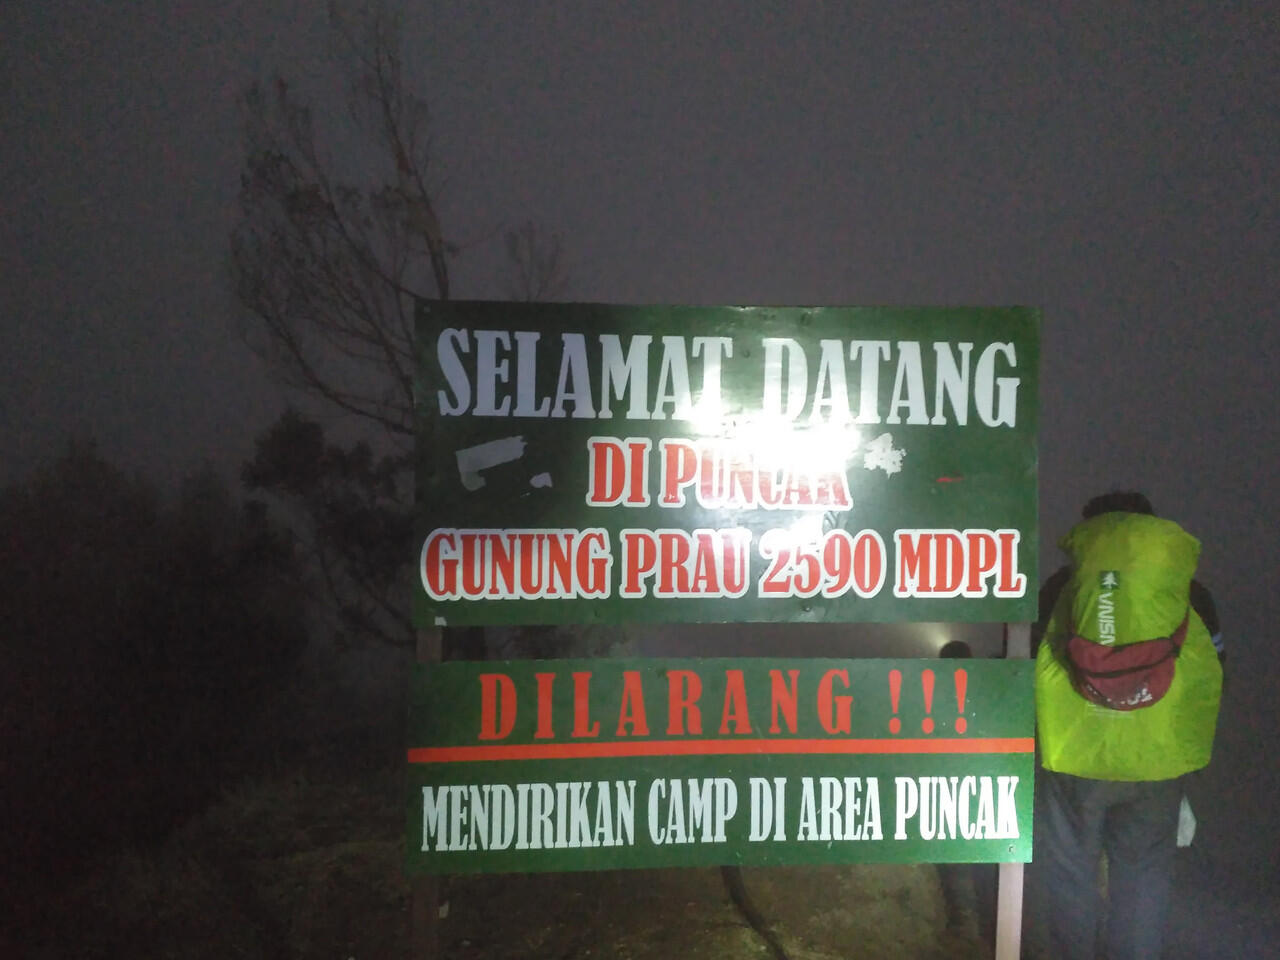 SELAMAT DATANG
DI PUNCAK
GUNUNG PRAU 2590 MDPL
DILARANG !!!
MENDIRIKAN CAMP DI AREA PUNCAK